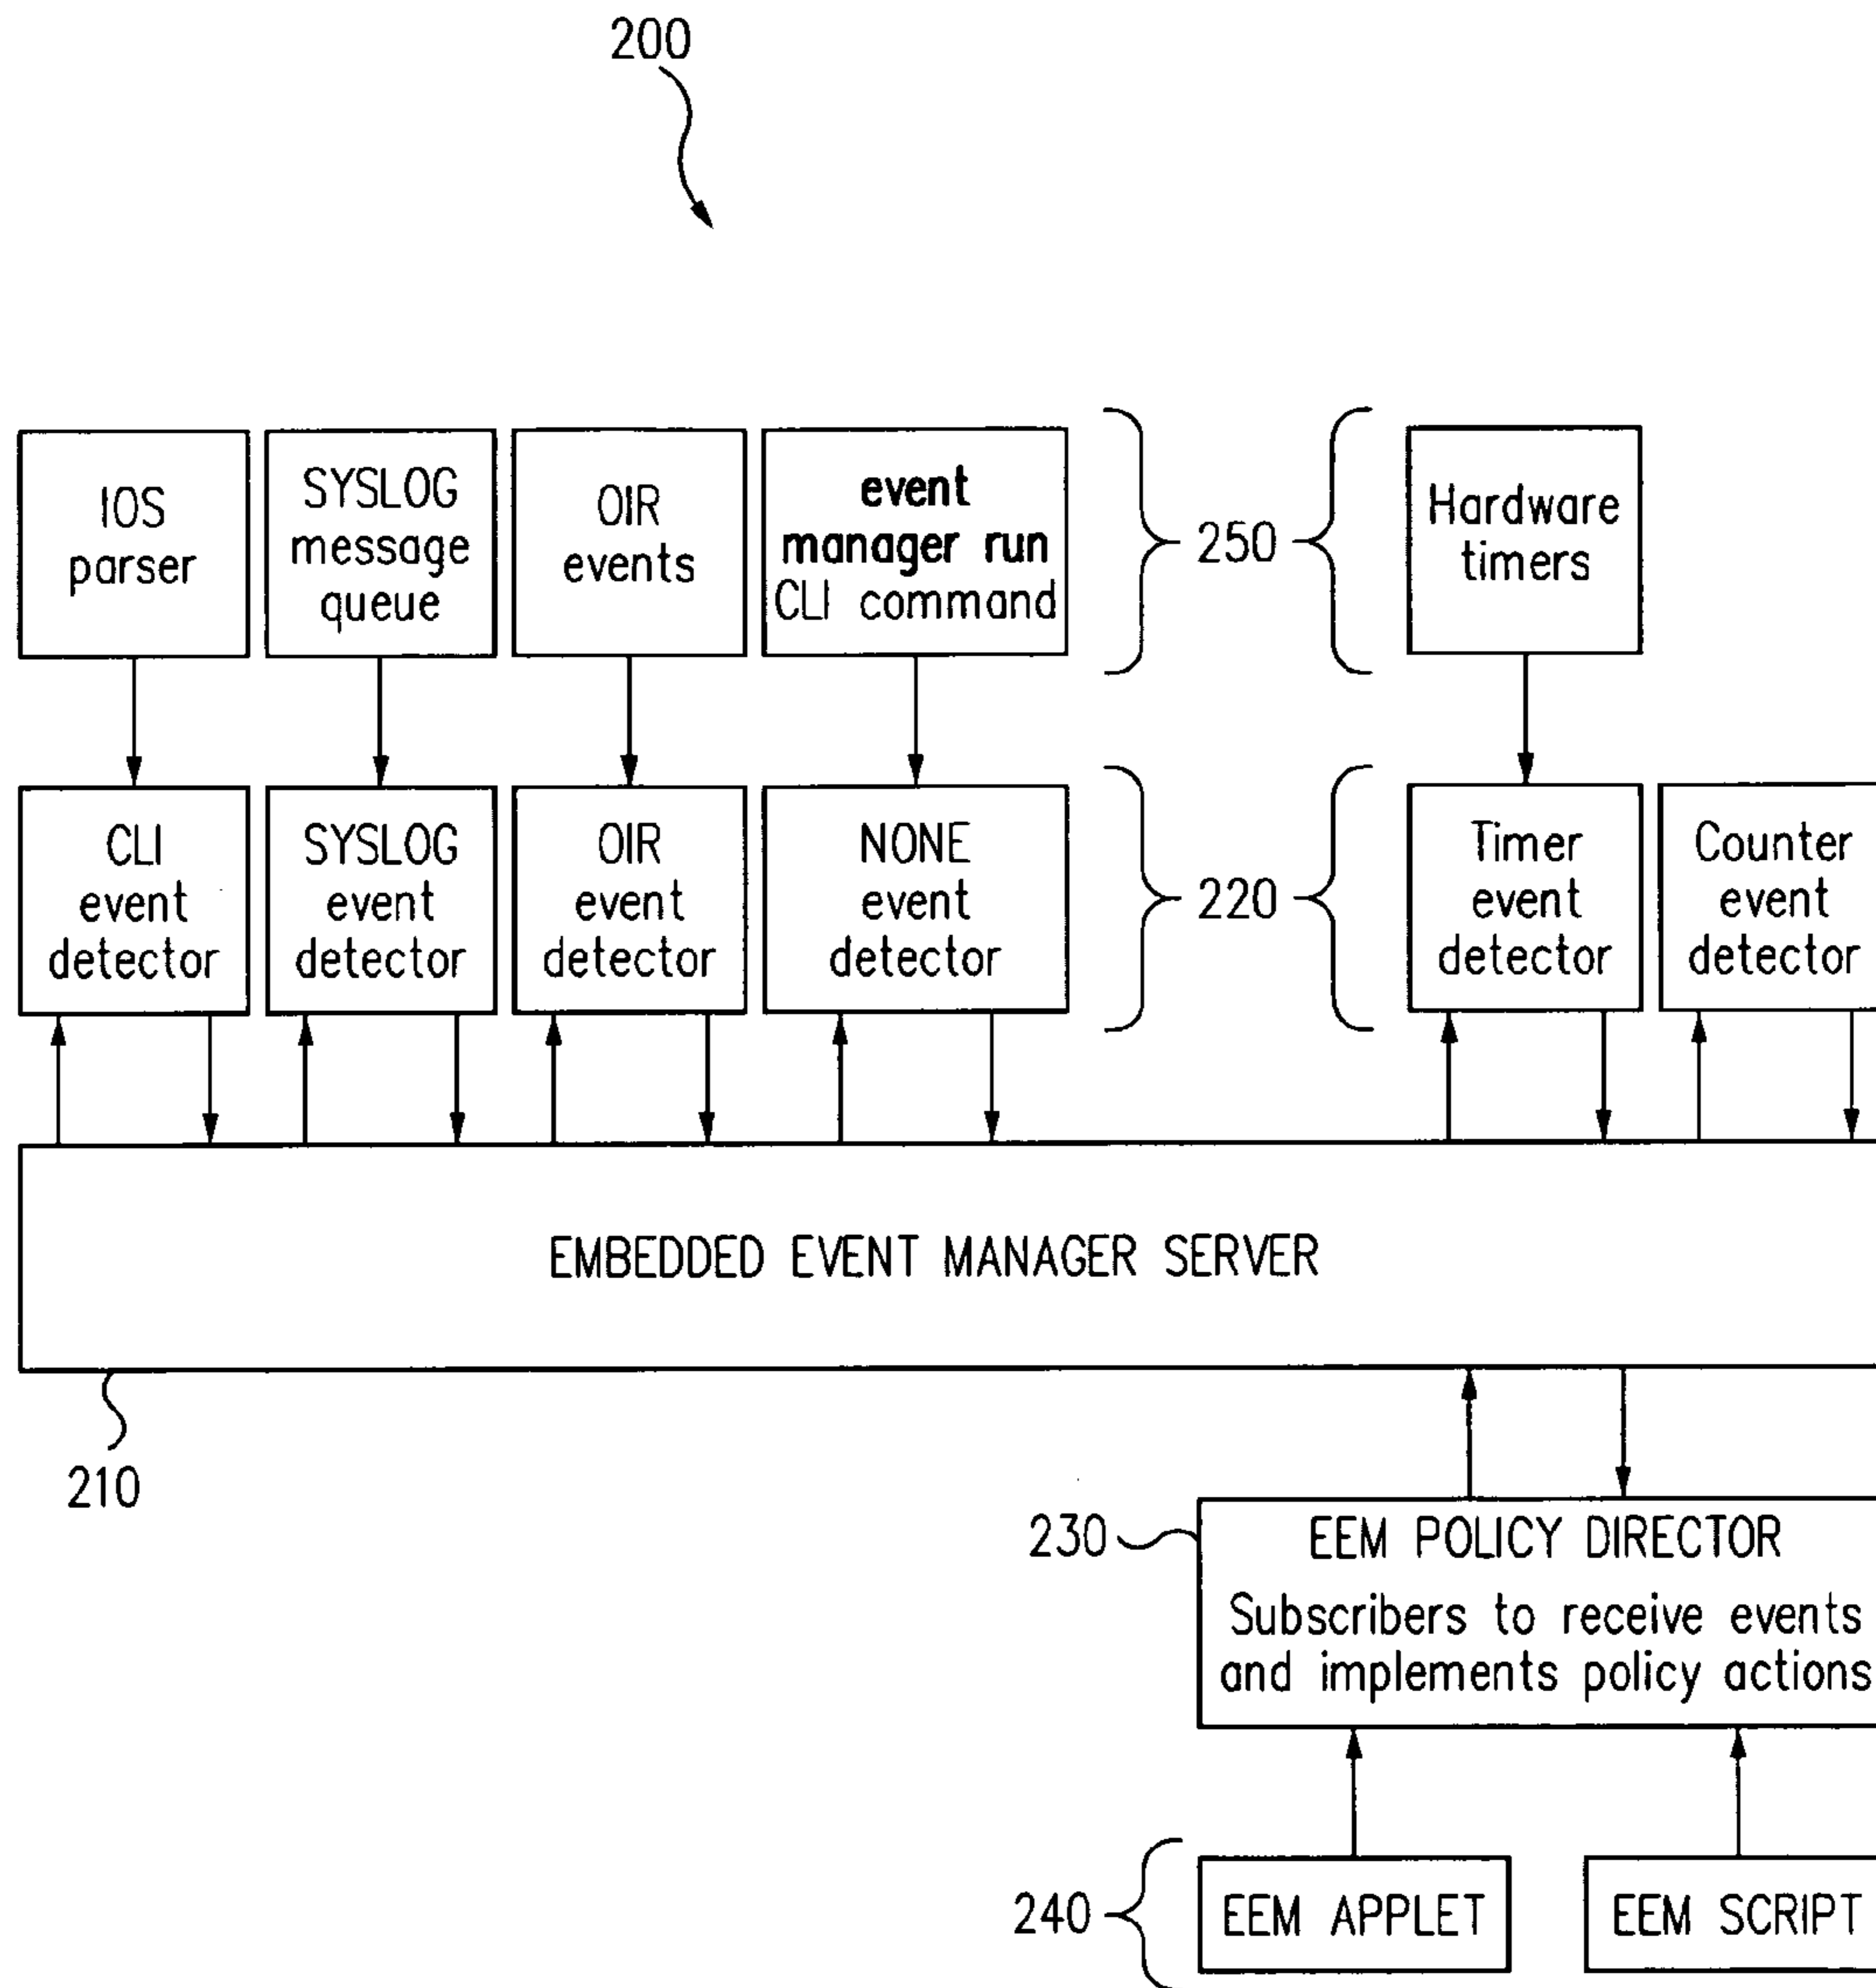 200
IOS
parser
SYSLOG
message
queue
OIR
events
event
manager run
CLI command
250
Hardware
timers
CLI
event
detector
SYSLOG
event
detector
OIR
event
detector
NONE
event
detector
220
Timer
event
detector
Counter
event
detector
EMBEDDED EVENT MANAGER SERVER
210
230
EEM POLICY DIRECTOR
Subscribers to receive events
and implements policy actions
240
EEM APPLET
EEM SCRIPT